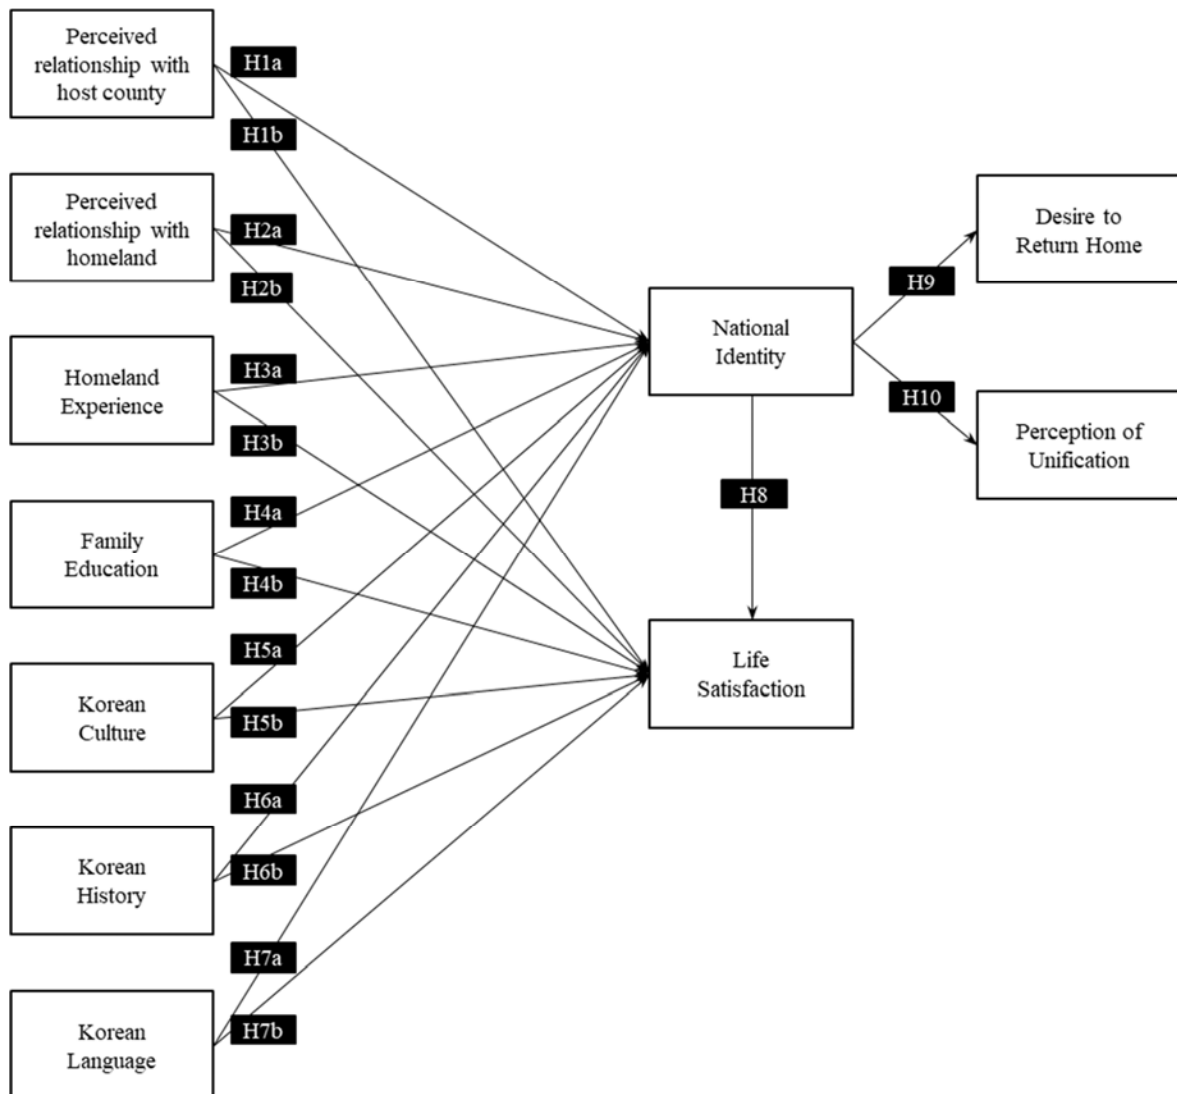 Perceived
relationship with
host county
H1a
H1b
Perceived
relationship with
homeland
H2a
H2b
Homeland
Experience
H3a
H3b
Family
Education
H4a
H4b
Korean
Culture
H5a
H5b
Korean
History
H6a
H6b
Korean
Language
H7a
H7b
National
Identity
H8
Life
Satisfaction
H9
H10
Desire to
Return Home
Perception of
Unification